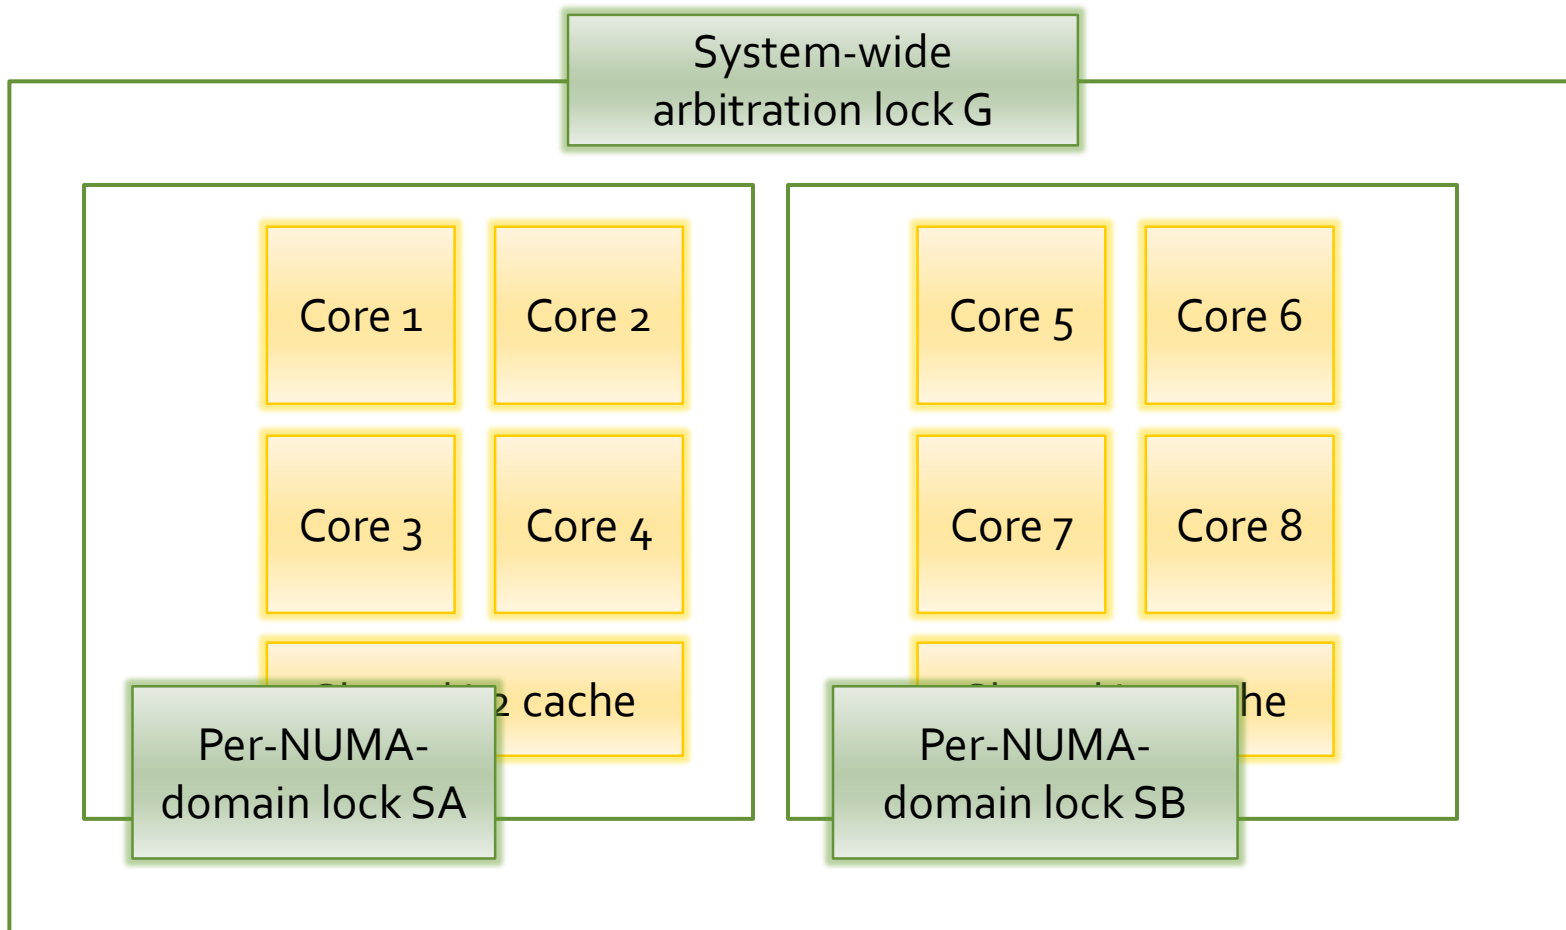 System-wide
arbitration lock G
Core 1
Core 2
Core 5
Core 6
Core 3
Core 4
Core 7
Core 8
2 cache
Per-NUMA-
domain lock SA
he
Per-NUMA-
domain lock SB